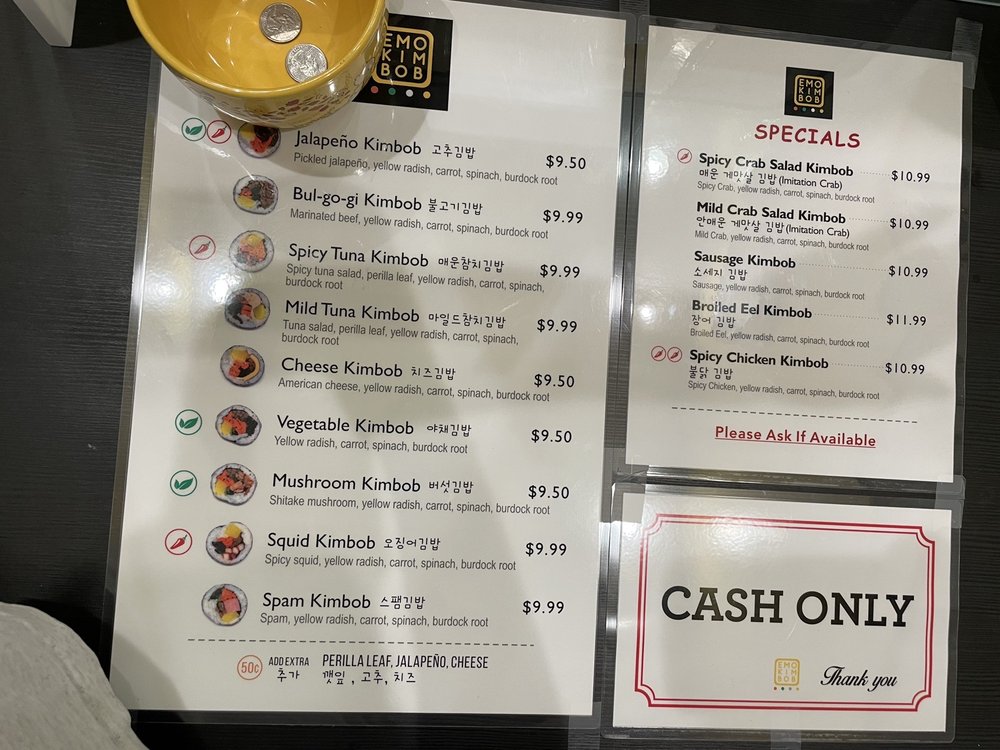 EMO
KIM
BOB
Jalapeño Kimbob 고추김밥 $9.50
Pickled jalapeño, yellow radish, carrot, spinach, burdock root
Bul-go-gi Kimbob 불고기김밥 $9.99
Marinated beef, yellow radish, carrot, spinach, burdock root
Spicy Tuna Kimbob 매운참치김밥 $9.99
Spicy tuna salad, perilla leaf, yellow radish, carrot, spinach,
burdock root
Mild Tuna Kimbob 마일드참치김밥 $9.99
Tuna salad, perilla leaf, yellow radish, carrot, spinach,
burdock root
Cheese Kimbob 치즈김밥 $9.50
American cheese, yellow radish, carrot, spinach, burdock root
Vegetable Kimbob 야채김밥 $9.50
Yellow radish, carrot, spinach, burdock root
Mushroom Kimbob 버섯김밥 $9.50
Shitake mushroom, yellow radish, carrot, spinach, burdock root
Squid Kimbob 오징어김밥 $9.99
Spicy squid, yellow radish, carrot, spinach, burdock root
Spam Kimbob 스팸김밥 $9.99
Spam, yellow radish, carrot, spinach, burdock root
50¢ ADD EXTRA PERILLA LEAF, JALAPEÑO, CHEESE
추가 깻잎, 고추, 치즈
EMO
KIM
BOB
SPECIALS
Spicy Crab Salad Kimbob $10.99
매운 게맛살 김밥 (Imitation Crab)
Spicy Crab, yellow radish, carrot, spinach, burdock root
Mild Crab Salad Kimbob $10.99
안매운 게맛살 김밥 (Imitation Crab)
Mild Crab, yellow radish, carrot, spinach, burdock root
Sausage Kimbob $10.99
소세지 김밥
Sausage, yellow radish, carrot, spinach, burdock root
Broiled Eel Kimbob $11.99
장어 김밥
Broiled Eel, yellow radish, carrot, spinach, burdock root
Spicy Chicken Kimbob $10.99
불닭 김밥
Spicy Chicken, yellow radish, carrot, spinach, burdock root
Please Ask If Available
CASH ONLY
EMO
KIM
BOB
Thank you